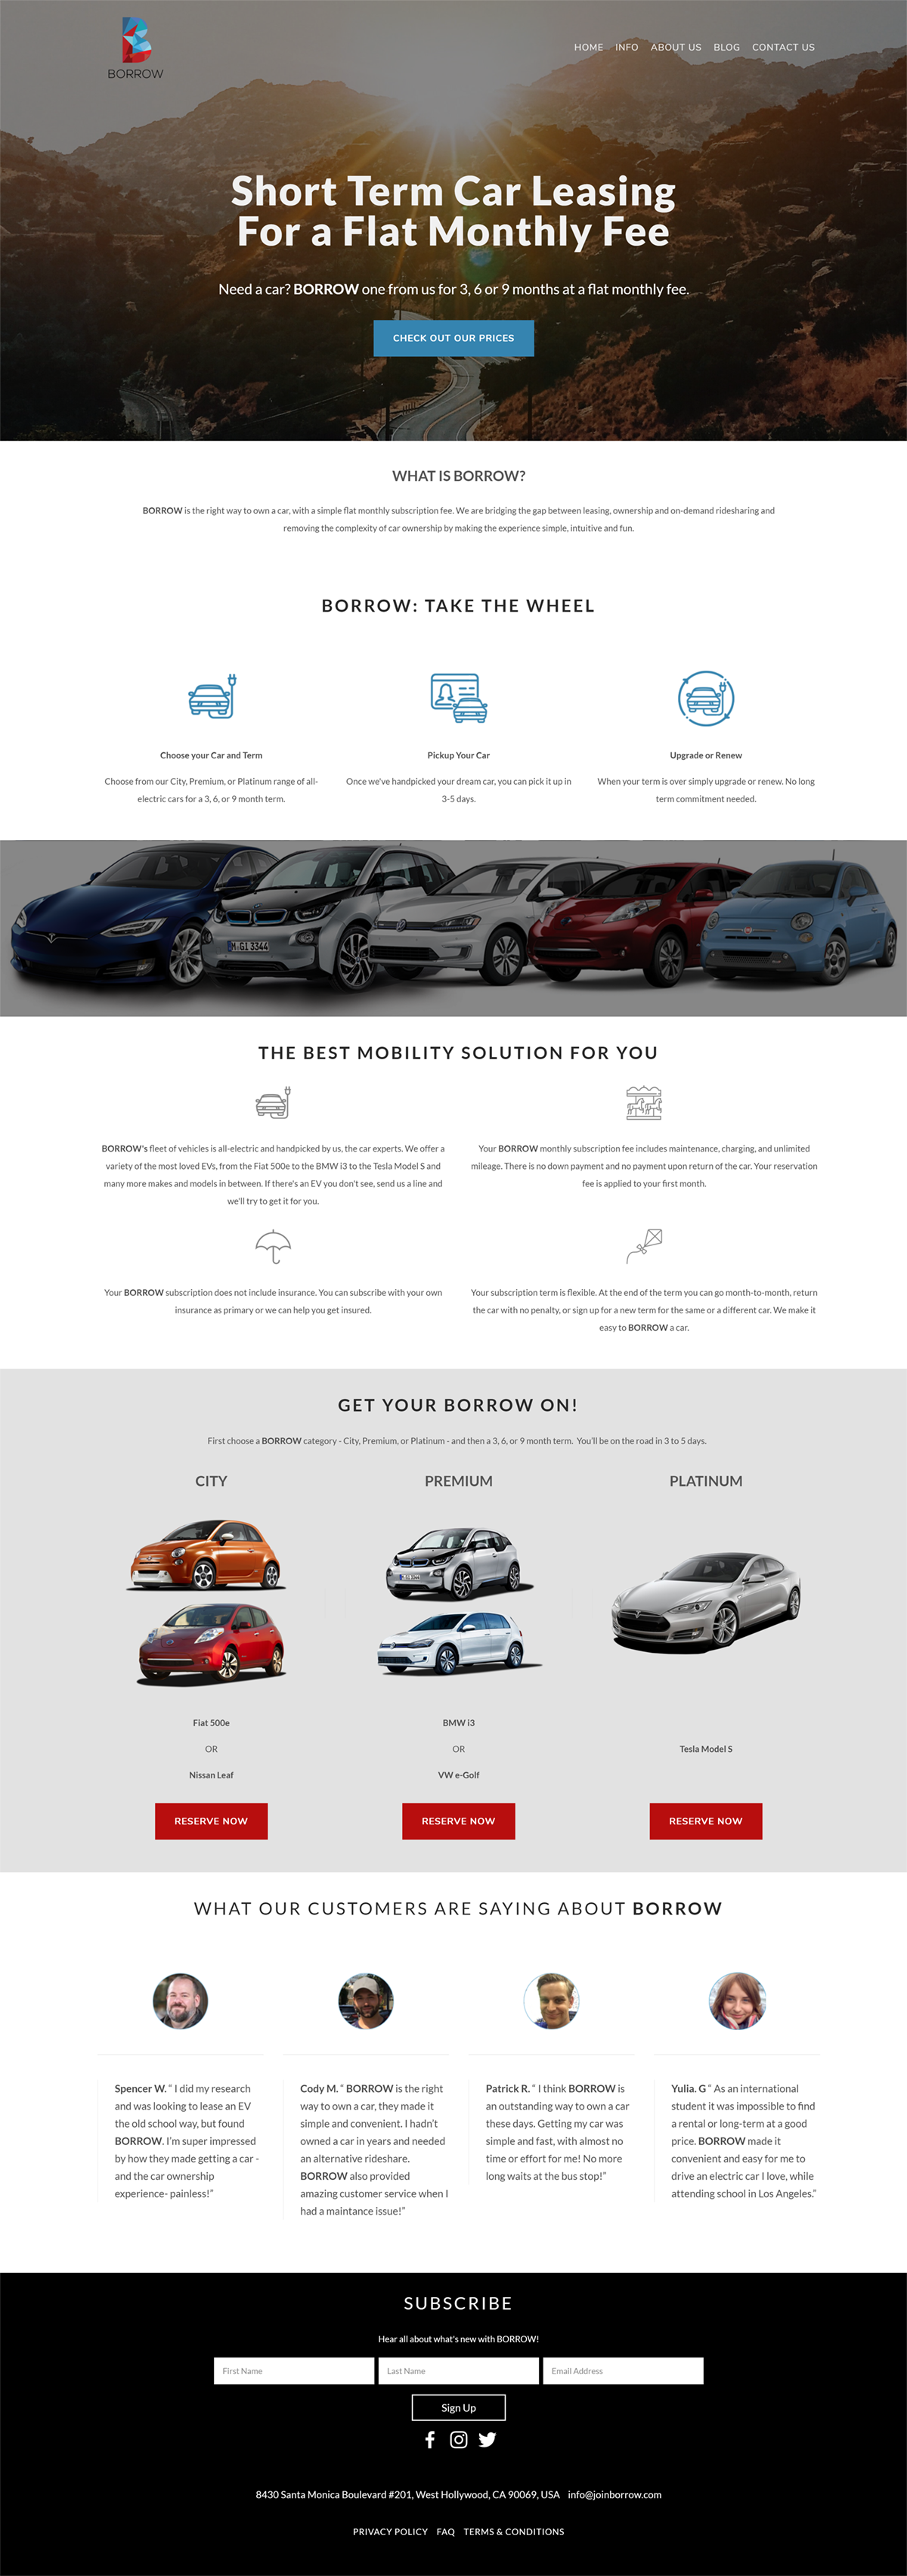 BORROW
HOME INFO ABOUT US BLOG CONTACT US
Short Term Car Leasing
For a Flat Monthly Fee
Need a car? BORROW one from us for 3, 6 or 9 months at a flat monthly fee.
CHECK OUT OUR PRICES
WHAT IS BORROW?
BORROW is the right way to own a car, with a simple flat monthly subscription fee. We are bridging the gap between leasing, ownership and on-demand ridesharing and
removing the complexity of car ownership by making the experience simple, intuitive and fun.
BORROW: TAKE THE WHEEL
Choose your Car and Term
Choose from our City, Premium, or Platinum range of all-
electric cars for a 3, 6, or 9 month term.
Pickup Your Car
Once we've handpicked your dream car, you can pick it up in
3-5 days.
Upgrade or Renew
When your term is over simply upgrade or renew. No long
term commitment needed.
M·GI 3344
THE BEST MOBILITY SOLUTION FOR YOU
BORROW's fleet of vehicles is all-electric and handpicked by us, the car experts. We offer a
variety of the most loved EVs, from the Fiat 500e to the BMW i3 to the Tesla Model S and
many more makes and models in between. If there's an EV you don't see, send us a line and
we'll try to get it for you.
Your BORROW monthly subscription fee includes maintenance, charging, and unlimited
mileage. There is no down payment and no payment upon return of the car. Your reservation
fee is applied to your first month.
Your BORROW subscription does not include insurance. You can subscribe with your own
insurance as primary or we can help you get insured.
Your subscription term is flexible. At the end of the term you can go month-to-month, return
the car with no penalty, or sign up for a new term for the same or a different car. We make it
easy to BORROW a car.
GET YOUR BORROW ON!
First choose a BORROW category - City, Premium, or Platinum - and then a 3, 6, or 9 month term. You'll be on the road in 3 to 5 days.
CITY
Fiat 500e
OR
Nissan Leaf
RESERVE NOW
PREMIUM
BMW i3
OR
VW e-Golf
RESERVE NOW
PLATINUM
Tesla Model S
RESERVE NOW
WHAT OUR CUSTOMERS ARE SAYING ABOUT BORROW
Spencer W. “ I did my research
and was looking to lease an EV
the old school way, but found
BORROW. I’m super impressed
by how they made getting a car -
and the car ownership
experience- painless!”
Cody M. “ BORROW is the right
way to own a car, they made it
simple and convenient. I hadn’t
owned a car in years and needed
an alternative rideshare.
BORROW also provided
amazing customer service when I
had a maintance issue!”
Patrick R. “ I think BORROW is
an outstanding way to own a car
these days. Getting my car was
simple and fast, with almost no
time or effort for me! No more
long waits at the bus stop!”
Yulia. G “ As an international
student it was impossible to find
a rental or long-term at a good
price. BORROW made it
convenient and easy for me to
drive an electric car I love, while
attending school in Los Angeles.”
SUBSCRIBE
Hear all about what's new with BORROW!
First Name Last Name Email Address
Sign Up
8430 Santa Monica Boulevard #201, West Hollywood, CA 90069, USA info@joinborrow.com
PRIVACY POLICY FAQ TERMS & CONDITIONS